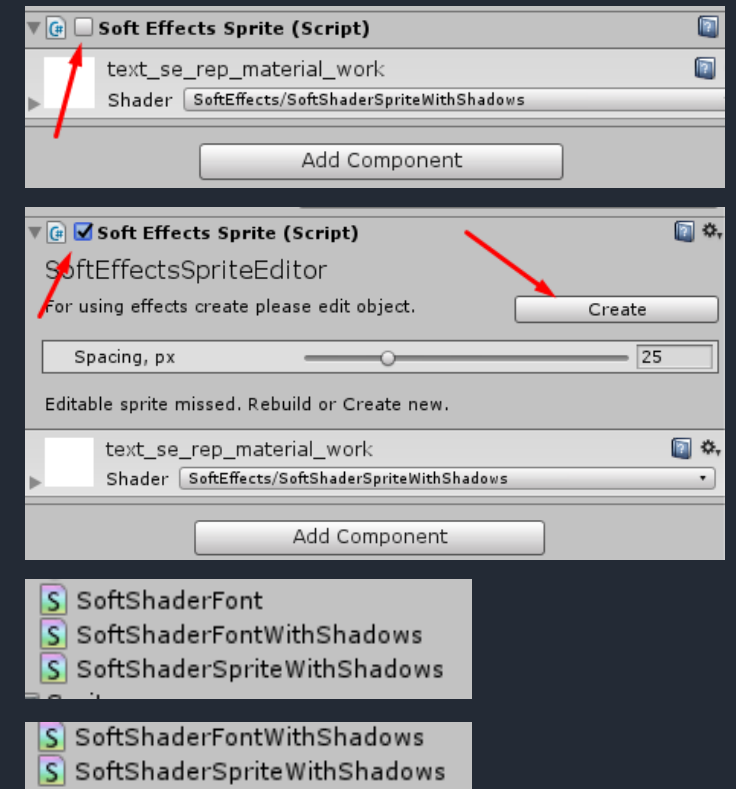 Soft Effects Sprite (Script)
text_se_rep_material_work
Shader SoftEffects/SoftShaderSpriteWithShadows
Add Component
Soft Effects Sprite (Script)
SoftEffectsSpriteEditor
For using effects create please edit object. Create
Spacing, px 25
Editable sprite missed. Rebuild or Create new.
text_se_rep_material_work
Shader SoftEffects/SoftShaderSpriteWithShadows
Add Component
S SoftShaderFont
S SoftShaderFontWithShadows
S SoftShaderSpriteWithShadows
S SoftShaderFontWithShadows
S SoftShaderSpriteWithShadows